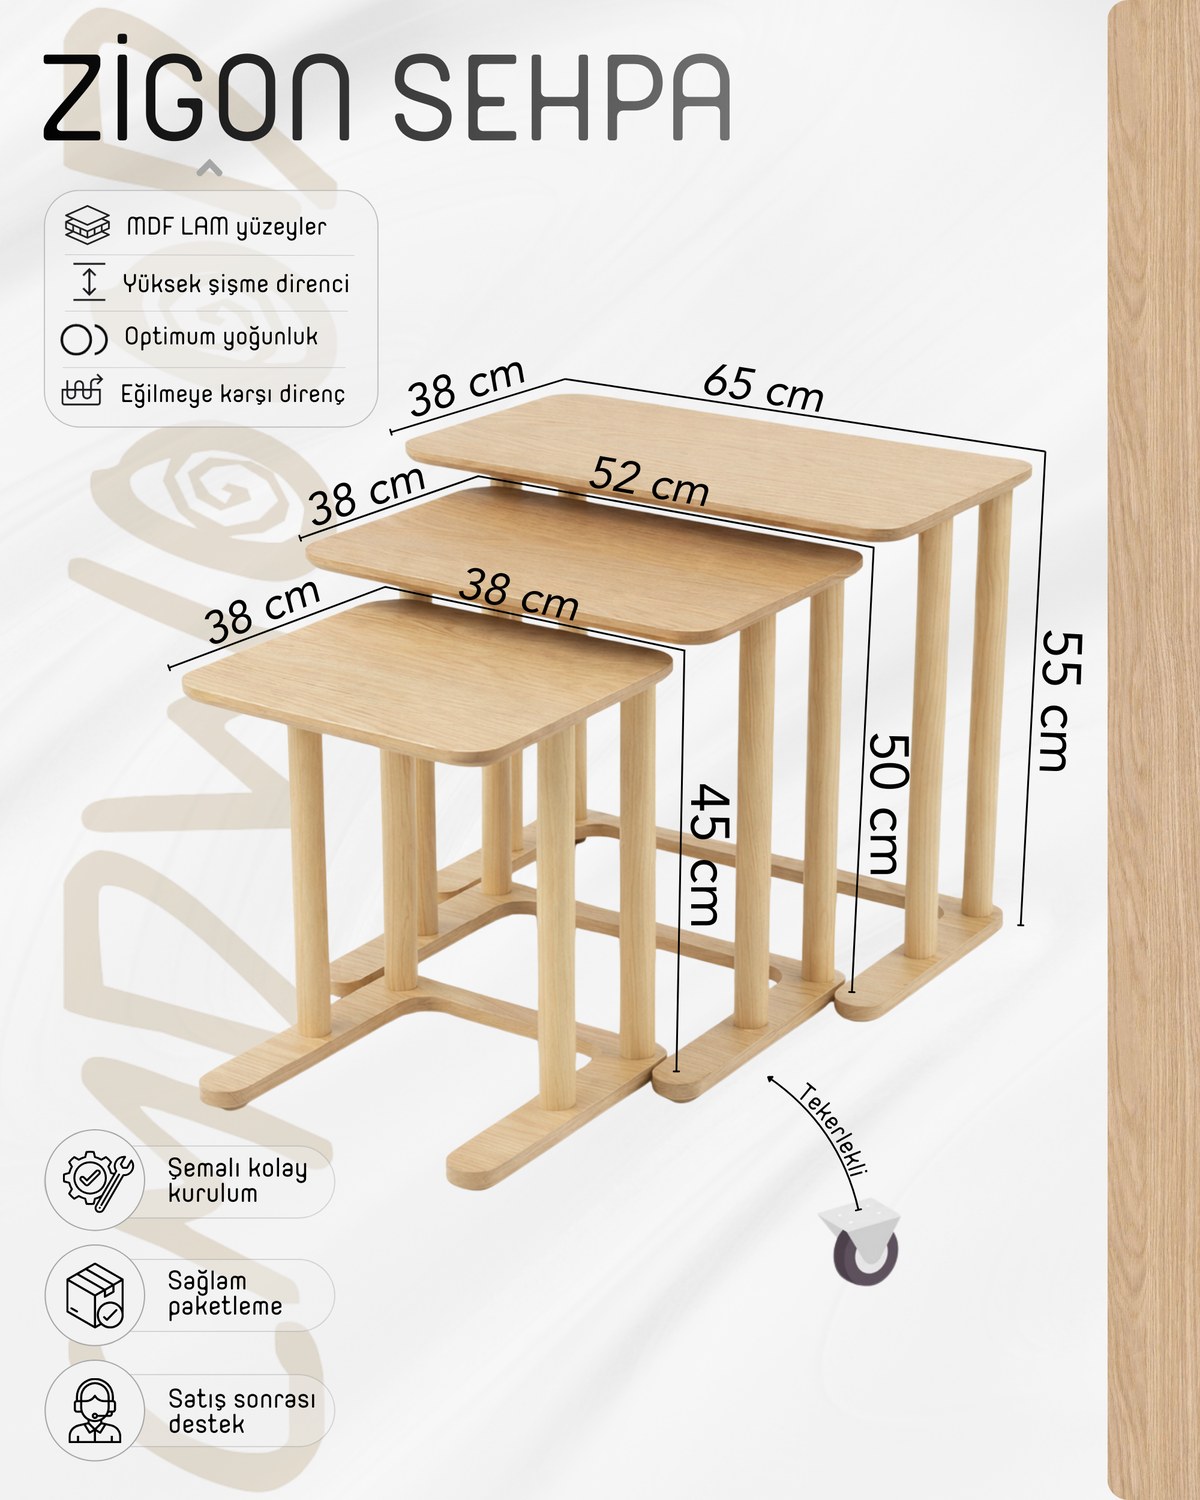 ZİGON SEHPA
MDF LAM yüzeyler
Yüksek şişme direnci
Optimum yoğunluk
Eğilmeye karşı direnç
38 cm
65 cm
38 cm
52 cm
38 cm
38 cm
55 cm
50 cm
45 cm
Tekerlekli
Şemalı kolay
kurulum
Sağlam
paketleme
Satış sonrası
destek